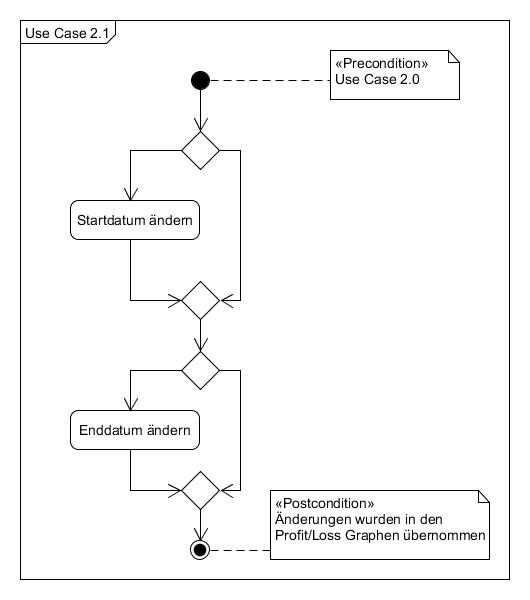 Use Case 2.1
«Precondition»
Use Case 2.0
Startdatum ändern
Enddatum ändern
«Postcondition»
Änderungen wurden in den
Profit/Loss Graphen übernommen